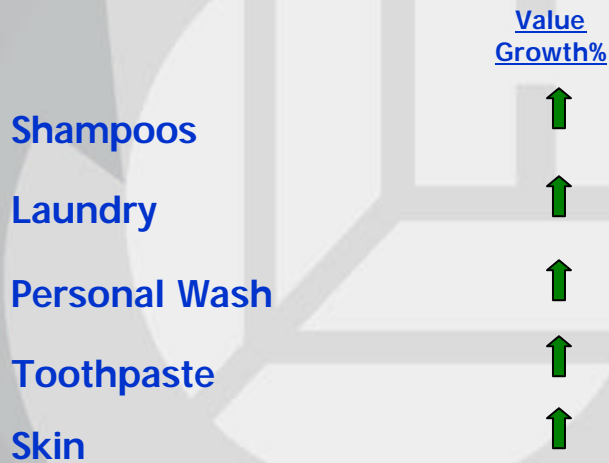 Value
Growth%
Shampoos
Laundry
Personal Wash
Toothpaste
Skin